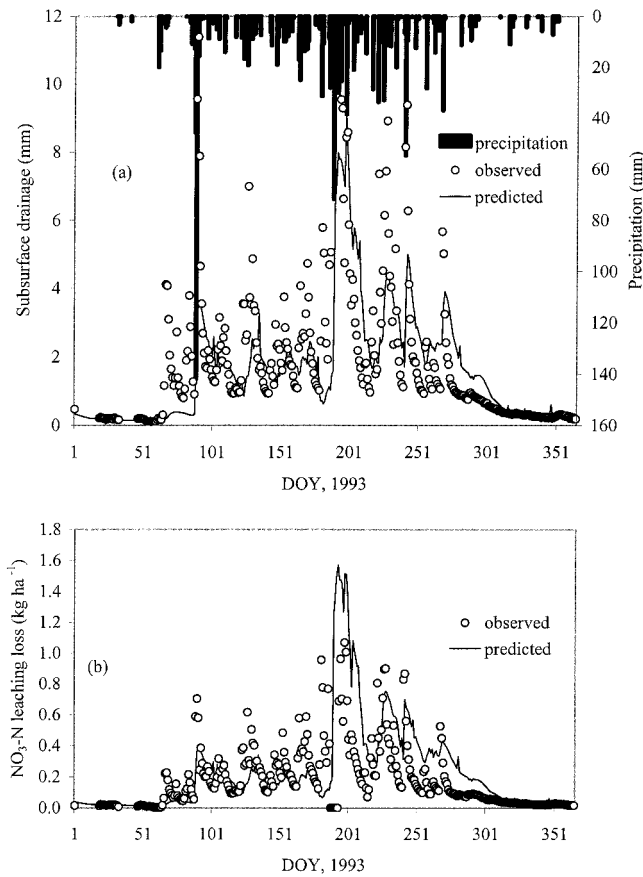 12
10
8
6
4
2
0
Subsurface drainage (mm)
(a)
precipitation
observed
predicted
0
20
40
60
80
100
120
140
160
Precipitation (mm)
1 51 101 151 201 251 301 351
DOY, 1993
1.8
1.6
1.4
1.2
1.0
0.8
0.6
0.4
0.2
0.0
NO₃-N leaching loss (kg ha⁻¹)
(b)
observed
predicted
1 51 101 151 201 251 301 351
DOY, 1993